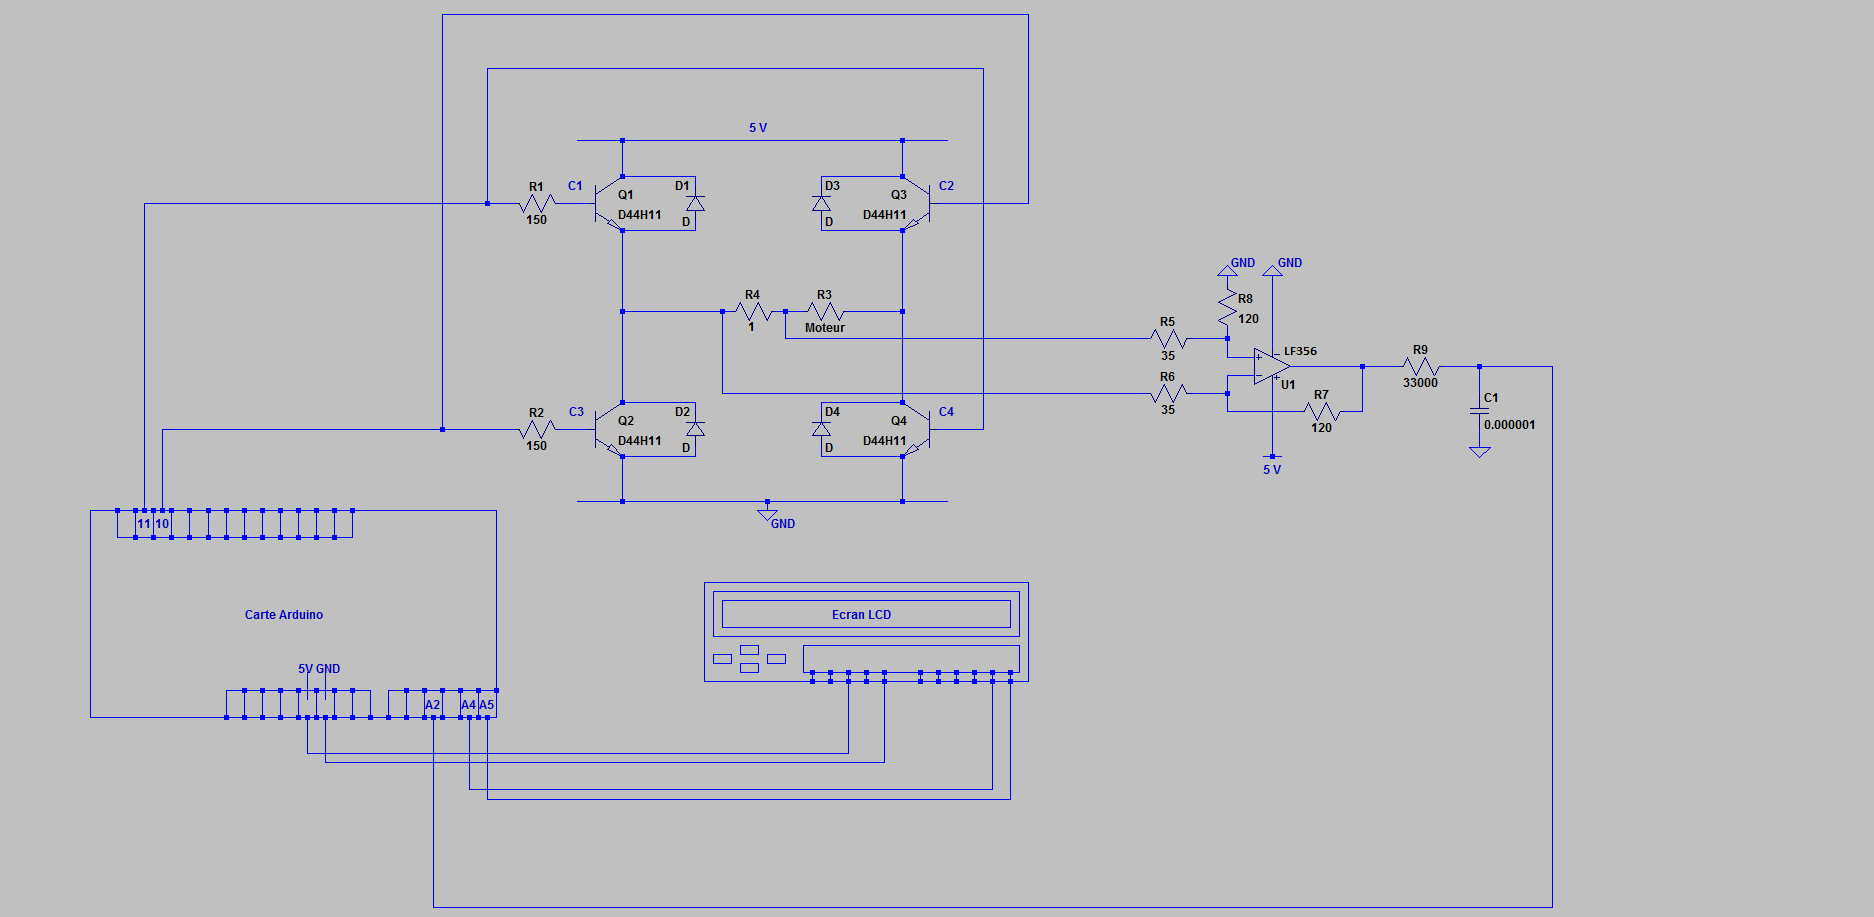 5 V
R1
150
C1
Q1
D44H11
D1
D
D3
D
Q3
D44H11
C2
R4
1
R3
Moteur
R2
150
C3
Q2
D44H11
D2
D
D4
D
Q4
D44H11
C4
GND
GND
GND
R8
120
R5
35
R6
35
LF356
U1
R7
120
5 V
R9
33000
C1
0.000001
11 10
Carte Arduino
5V GND
A2
A4 A5
Ecran LCD